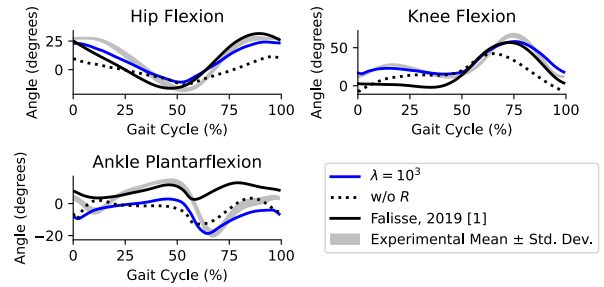 Hip Flexion
Angle (degrees)
25
0
0 25 50 75 100
Gait Cycle (%)
Knee Flexion
Angle (degrees)
50
0
0 25 50 75 100
Gait Cycle (%)
Ankle Plantarflexion
Angle (degrees)
0
−20
0 25 50 75 100
Gait Cycle (%)
λ = 10³
w/o R
Falisse, 2019 [1]
Experimental Mean ± Std. Dev.